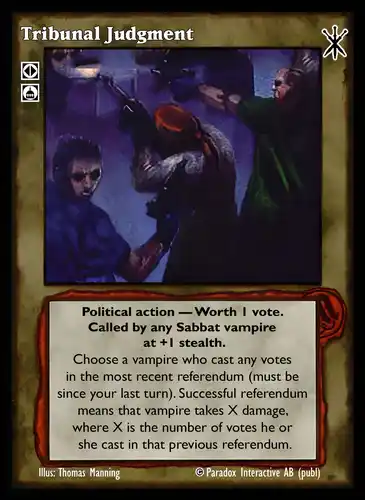 Tribunal Judgment
Political action — Worth 1 vote.
Called by any Sabbat vampire
at +1 stealth.
Choose a vampire who cast any votes
in the most recent referendum (must be
since your last turn). Successful referendum
means that vampire takes X damage,
where X is the number of votes he or
she cast in that previous referendum.
Illus: Thomas Manning © Paradox Interactive AB (publ)